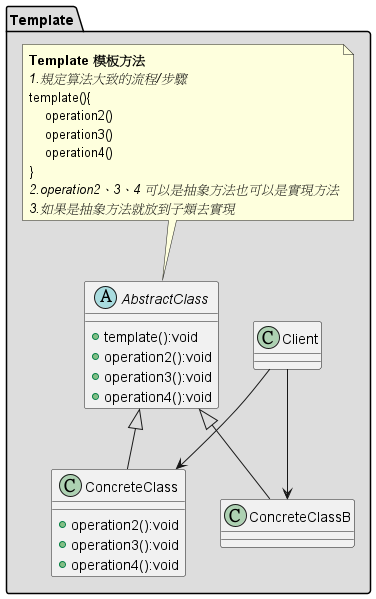 Template
Template 模板方法
1.規定算法大致的流程/步驟
template(){
operation2()
operation3()
operation4()
}
2.operation2、3、4 可以是抽象方法也可以是實現方法
3.如果是抽象方法就放到子類去實現
A AbstractClass
template():void
operation2():void
operation3():void
operation4():void
C Client
C ConcreteClass
operation2():void
operation3():void
operation4():void
C ConcreteClassB